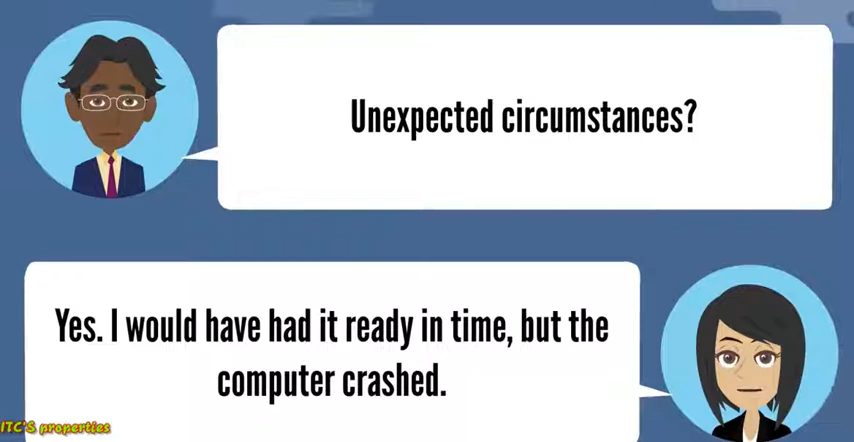 Unexpected circumstances?
Yes. I would have had it ready in time, but the
computer crashed.
ITC'S properties